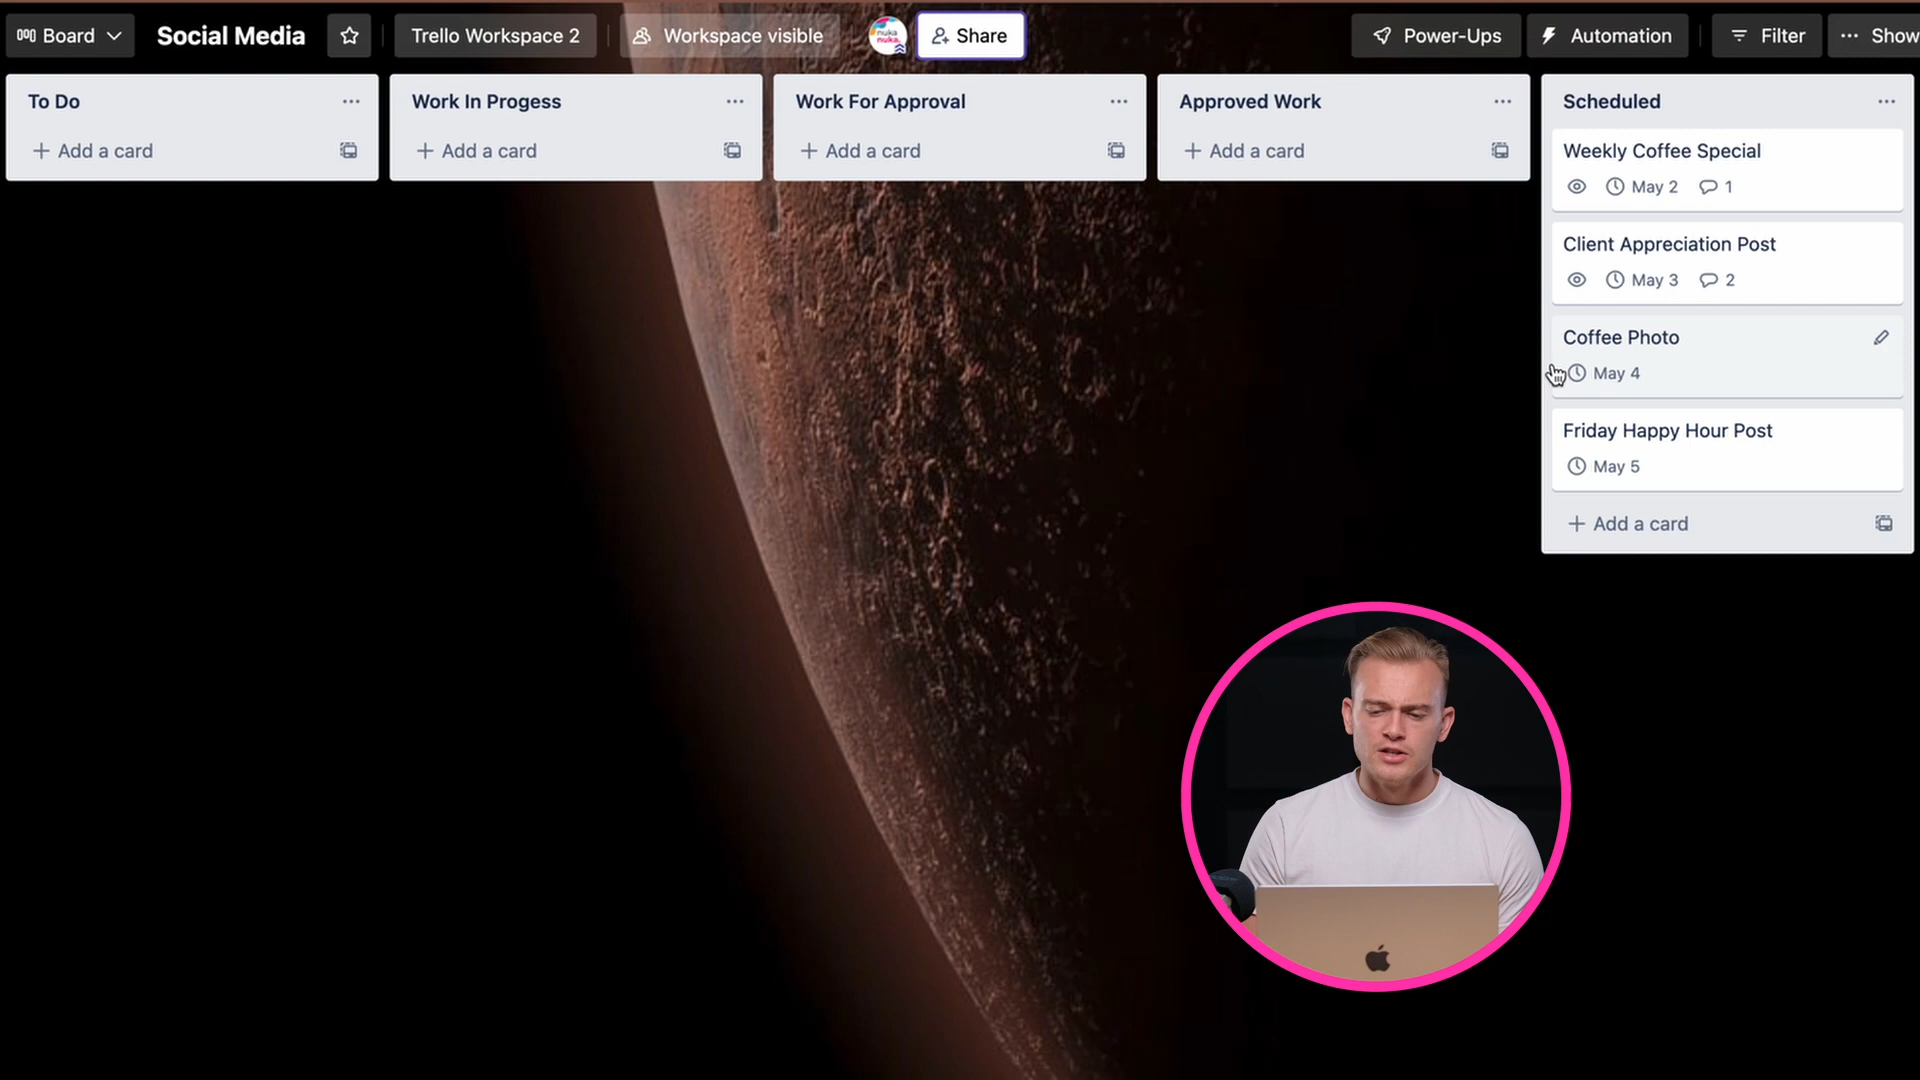 Board
Social Media
Trello Workspace 2
Workspace visible
nuka
nuka.
Share
Power-Ups
Automation
Filter
Show
To Do
Add a card
Work In Progess
Add a card
Work For Approval
Add a card
Approved Work
Add a card
Scheduled
Weekly Coffee Special
May 2
1
Client Appreciation Post
May 3
2
Coffee Photo
May 4
Friday Happy Hour Post
May 5
Add a card